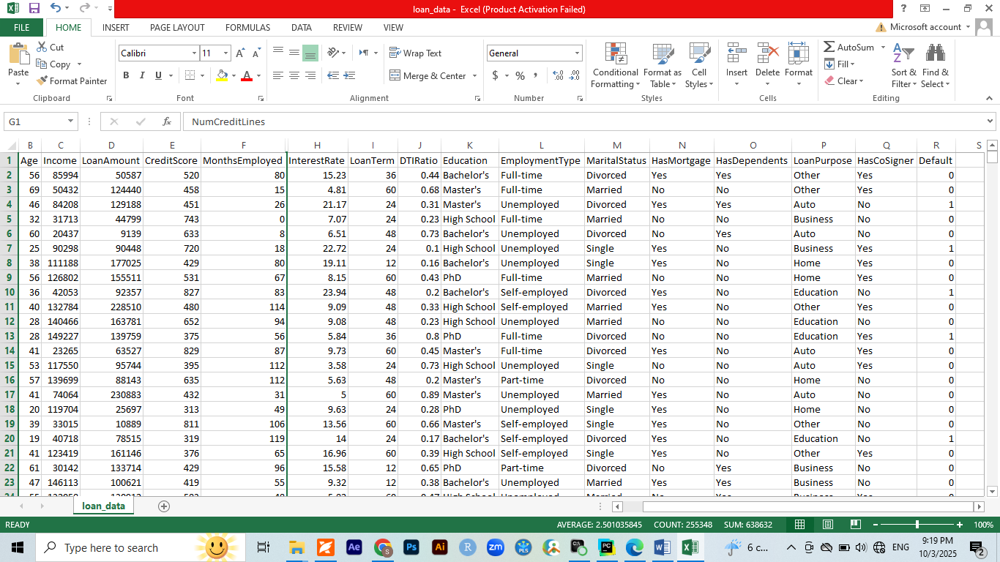 loan_data - Excel (Product Activation Failed)
FILE HOME INSERT PAGE LAYOUT FORMULAS DATA REVIEW VIEW Microsoft account
Paste Cut Copy Format Painter Clipboard
Calibri 11 B I U Font
Wrap Text Merge & Center Alignment
General $ % , Number
Conditional Formatting Format as Table Cell Styles Styles
Insert Delete Format Cells
AutoSum Fill Clear Sort & Filter Find & Select Editing
G1 fx NumCreditLines
B C D E F H I J K L M N O P Q R S
1 Age Income LoanAmount CreditScore MonthsEmployed InterestRate LoanTerm DTIRatio Education EmploymentType MaritalStatus HasMortgage HasDependents LoanPurpose HasCoSigner Default
2 56 85994 50587 520 80 15.23 36 0.44 Bachelor's Full-time Divorced Yes Yes Other Yes 0
3 69 50432 124440 458 15 4.81 60 0.68 Master's Full-time Married No No Other Yes 0
4 46 84208 129188 451 26 21.17 24 0.31 Master's Unemployed Divorced Yes Yes Auto No 1
5 32 31713 44799 743 0 7.07 24 0.23 High School Full-time Married No No Business No 0
6 60 20437 9139 633 8 6.51 48 0.73 Bachelor's Unemployed Divorced No Yes Auto No 0
7 25 90298 90448 720 18 22.72 24 0.1 High School Unemployed Single Yes No Business Yes 1
8 38 111188 177025 429 80 19.11 12 0.16 Bachelor's Unemployed Single Yes No Home Yes 0
9 56 126802 155511 531 67 8.15 60 0.43 PhD Full-time Married No No Home Yes 0
10 36 42053 92357 827 83 23.94 48 0.2 Bachelor's Self-employed Divorced Yes No Education No 1
11 40 132784 228510 480 114 9.09 48 0.33 High School Self-employed Married Yes No Other Yes 0
12 28 140466 163781 652 94 9.08 48 0.23 High School Unemployed Married No No Education No 0
13 28 149227 139759 375 56 5.84 36 0.8 PhD Full-time Divorced No No Education Yes 1
14 41 23265 63527 829 87 9.73 60 0.45 Master's Full-time Divorced Yes No Auto Yes 0
15 53 117550 95744 395 112 3.58 24 0.73 High School Unemployed Single No No Auto Yes 0
16 57 139699 88143 635 112 5.63 48 0.2 Master's Part-time Divorced No No Home No 0
17 41 74064 230883 432 31 5 60 0.89 Master's Unemployed Married Yes No Auto No 0
18 20 119704 25697 313 49 9.63 24 0.28 PhD Unemployed Single Yes No Home No 0
19 39 33015 10889 811 106 13.56 60 0.66 Master's Self-employed Single Yes No Other No 0
20 19 40718 78515 319 119 14 24 0.17 Bachelor's Self-employed Divorced Yes No Education No 1
21 41 123419 161146 376 65 16.96 60 0.39 High School Self-employed Single Yes No Other Yes 0
22 61 30142 133714 429 96 15.58 12 0.65 PhD Part-time Divorced No Yes Business No 0
23 47 146113 100621 419 55 9.32 12 0.38 Bachelor's Unemployed Married Yes Yes Business No 0
loan_data
READY AVERAGE: 2.501035845 COUNT: 255348 SUM: 638632 100%
Type here to search Ae Ps Ai R zm PLS PC 6 c... ENG 9:19 PM
10/3/2025 2